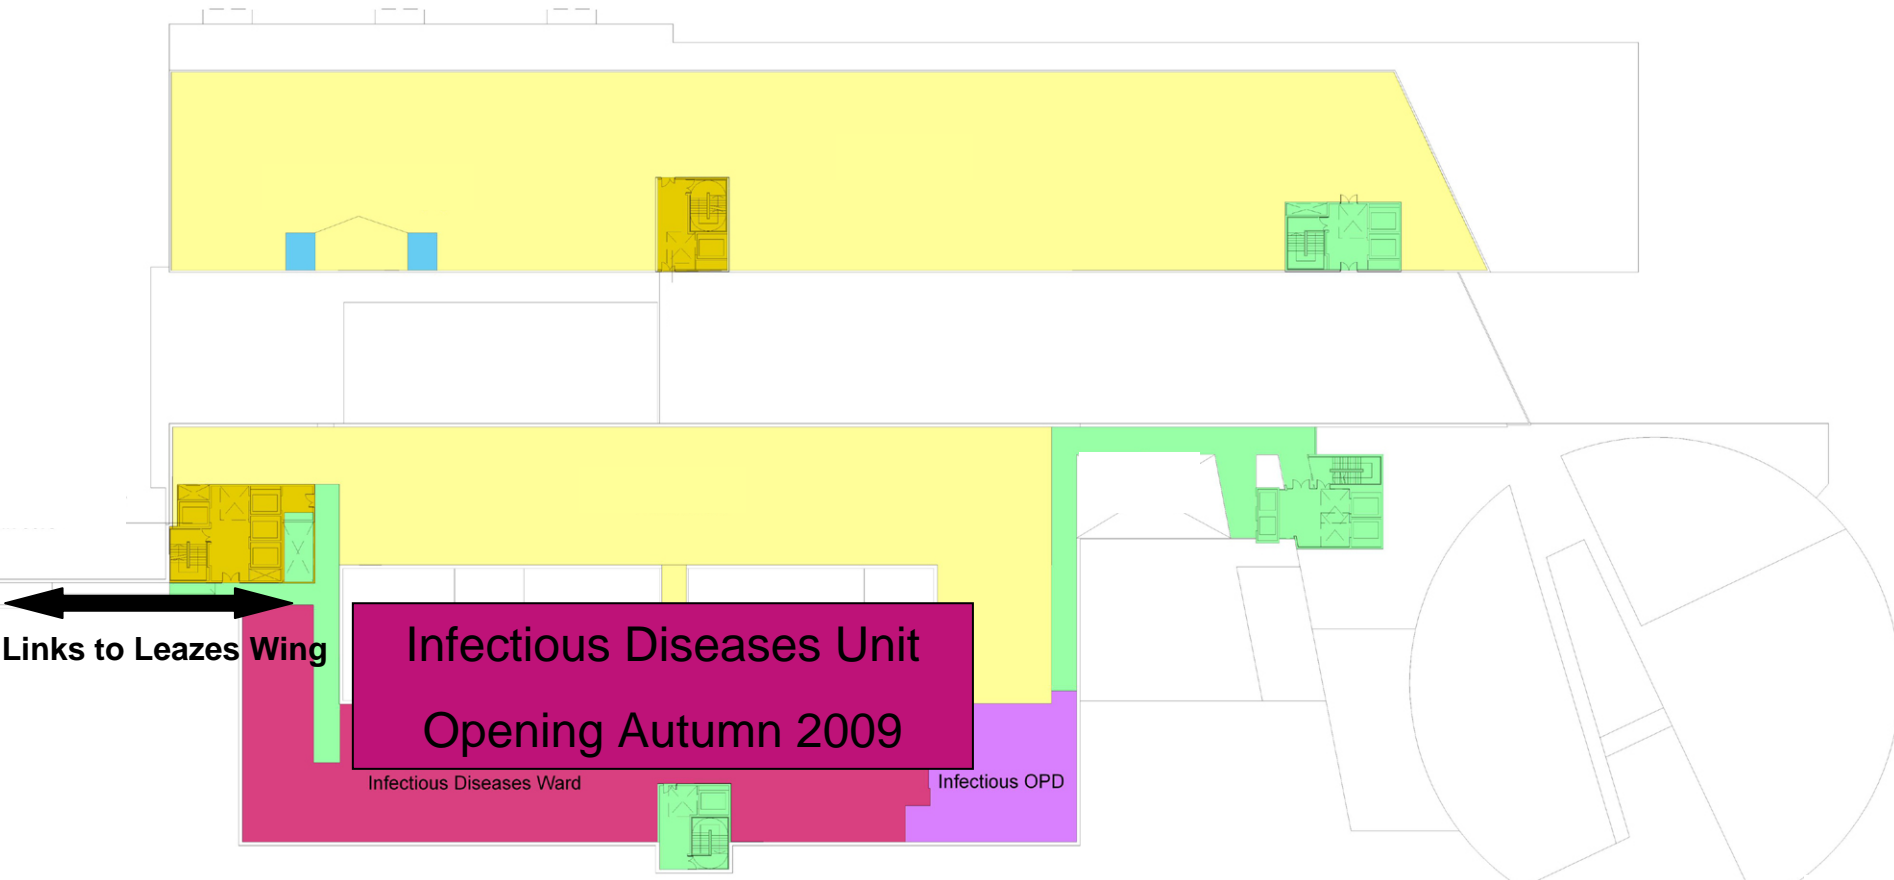 Links to Leazes Wing
Infectious Diseases Unit
Opening Autumn 2009
Infectious Diseases Ward
Infectious OPD